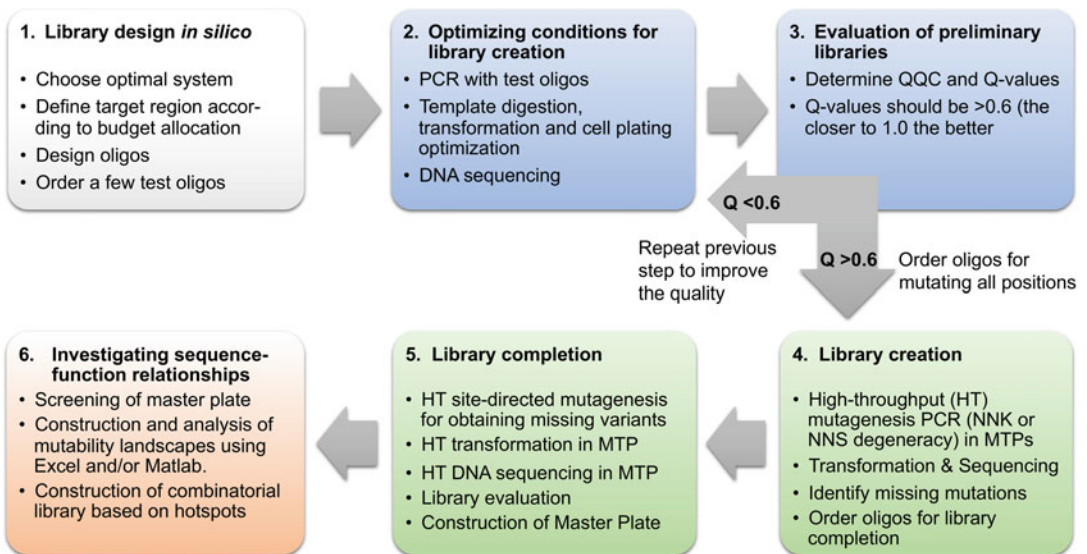 1. Library design in silico
• Choose optimal system
• Define target region accor-
ding to budget allocation
• Design oligos
• Order a few test oligos
2. Optimizing conditions for
library creation
• PCR with test oligos
• Template digestion,
transformation and cell plating
optimization
• DNA sequencing
3. Evaluation of preliminary
libraries
• Determine QQC and Q-values
• Q-values should be >0.6 (the
closer to 1.0 the better
Q <0.6
Repeat previous
step to improve
the quality
Q >0.6
Order oligos for
mutating all positions
4. Library creation
• High-throughput (HT)
mutagenesis PCR (NNK or
NNS degeneracy) in MTPs
• Transformation & Sequencing
• Identify missing mutations
• Order oligos for library
completion
5. Library completion
• HT site-directed mutagenesis
for obtaining missing variants
• HT transformation in MTP
• HT DNA sequencing in MTP
• Library evaluation
• Construction of Master Plate
6. Investigating sequence-
function relationships
• Screening of master plate
• Construction and analysis of
mutability landscapes using
Excel and/or Matlab.
• Construction of combinatorial
library based on hotspots